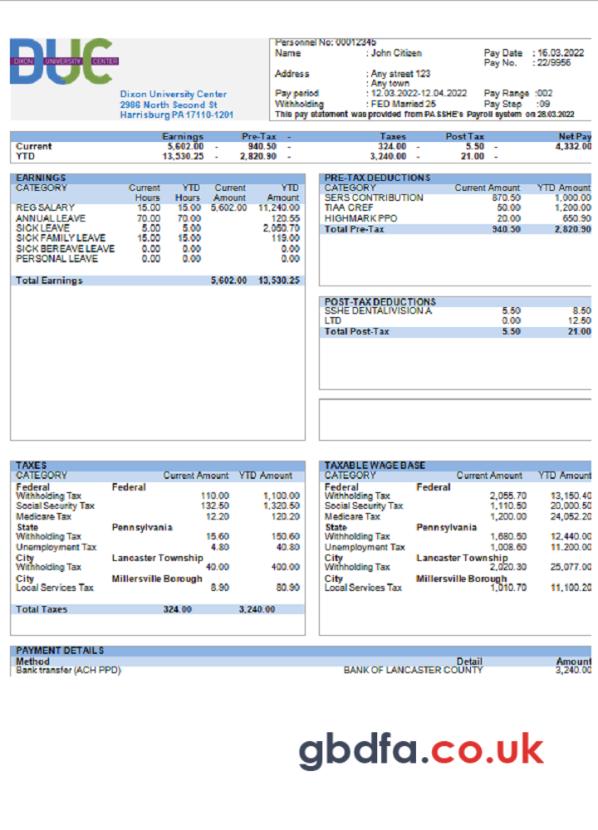 DUC
DIXON UNIVERSITY CENTER
Dixon University Center
2986 North Second St
Harrisburg PA 17110-1201
Personnel No: 00012345
Name : John Citizen Pay Date : 16.03.2022
Pay No. : 22/9956
Address : Any street 123
: Any town
Pay period : 12.03.2022-12.04.2022 Pay Range :002
Withholding : FED Married 25 Pay Step :09
This pay statement was provided from PASSHE's Payroll system on 28.03.2022
Earnings Pre-Tax - Taxes Post Tax Net Pay
Current 5,602.00 - 940.50 - 324.00 - 5.50 - 4,332.00
YTD 13,530.25 - 2,820.90 - 3,240.00 - 21.00 -
EARNINGS
CATEGORY Current Hours YTD Hours Current Amount YTD Amount
REG SALARY 15.00 15.00 5,602.00 11,240.00
ANNUAL LEAVE 70.00 70.00 120.55
SICK LEAVE 5.00 5.00 2,050.70
SICK FAMILY LEAVE 15.00 15.00 119.00
SICK BEREAVE LEAVE 0.00 0.00 0.00
PERSONAL LEAVE 0.00 0.00 0.00
Total Earnings 5,602.00 13,530.25
PRE-TAX DEDUCTIONS
CATEGORY Current Amount YTD Amount
SERS CONTRIBUTION 870.50 1,000.00
TIAA CREF 50.00 1,200.00
HIGHMARK PPO 20.00 650.90
Total Pre-Tax 940.50 2,820.90
POST-TAX DEDUCTIONS
SSHE DENTAL/VISION A 5.50 8.50
LTD 0.00 12.50
Total Post-Tax 5.50 21.00
TAXES
CATEGORY Current Amount YTD Amount
Federal Federal
Withholding Tax 110.00 1,100.00
Social Security Tax 132.50 1,320.50
Medicare Tax 12.20 120.20
State Pennsylvania
Withholding Tax 15.60 150.60
Unemployment Tax 4.80 40.80
City Lancaster Township
Withholding Tax 40.00 400.00
City Millersville Borough
Local Services Tax 8.90 80.90
Total Taxes 324.00 3,240.00
TAXABLE WAGE BASE
CATEGORY Current Amount YTD Amount
Federal Federal
Withholding Tax 2,055.70 13,150.40
Social Security Tax 1,110.50 20,000.50
Medicare Tax 1,200.00 24,052.20
State Pennsylvania
Withholding Tax 1,680.50 12,440.00
Unemployment Tax 1,008.60 11.200.00
City Lancaster Township
Withholding Tax 2,020.30 25,077.00
City Millersville Borough
Local Services Tax 1,010.70 11,100.20
PAYMENT DETAILS
Method Detail Amount
Bank transfer (ACH PPD) BANK OF LANCASTER COUNTY 3,240.00
gbdfa.co.uk